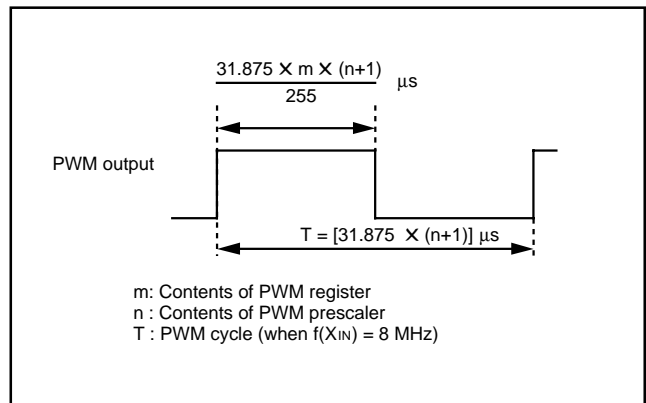 31.875 × m × (n+1)
255
μs
PWM output
T = [31.875 × (n+1)] μs
m: Contents of PWM register
n : Contents of PWM prescaler
T : PWM cycle (when f(XIN) = 8 MHz)